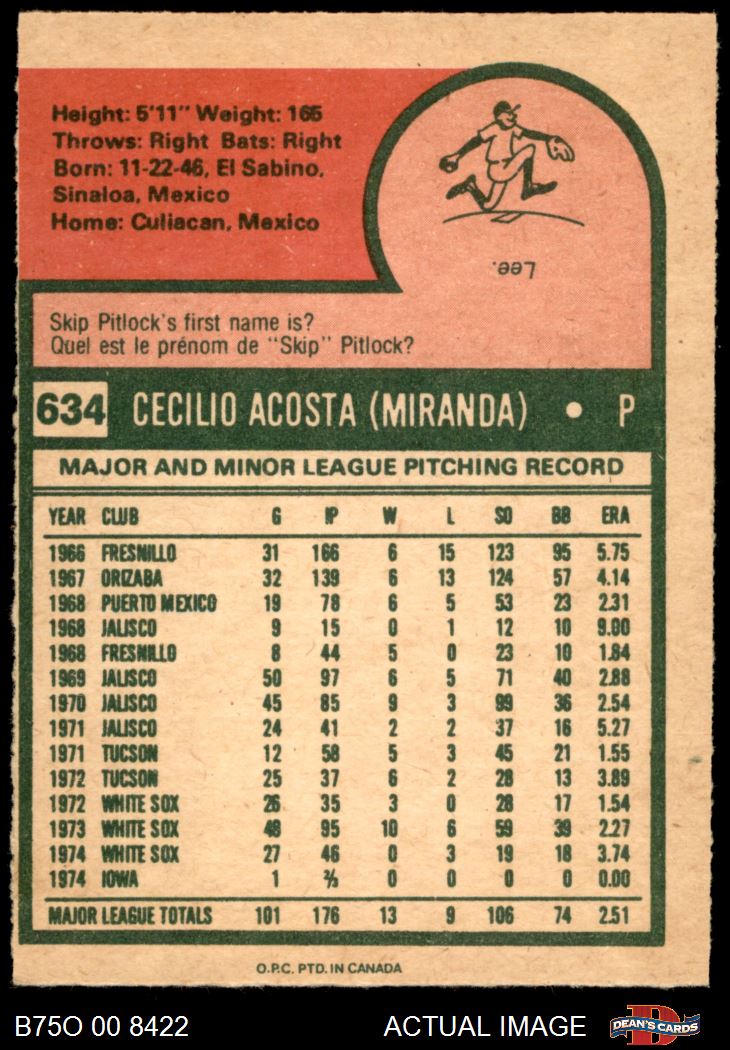 Height: 5'11" Weight: 165
Throws: Right Bats: Right
Born: 11-22-46, El Sabino,
Sinaloa, Mexico
Home: Culiacan, Mexico
Lee.
Skip Pitlock's first name is?
Quel est le prénom de "Skip" Pitlock?
634 CECILIO ACOSTA (MIRANDA) • P
MAJOR AND MINOR LEAGUE PITCHING RECORD
YEAR CLUB G IP W L SO BB ERA
1966 FRESNILLO 31 166 6 15 123 95 5.75
1967 ORIZABA 32 139 6 13 124 57 4.14
1968 PUERTO MEXICO 19 78 6 5 53 23 2.31
1968 JALISCO 9 15 0 1 12 10 9.00
1968 FRESNILLO 8 44 5 0 23 10 1.84
1969 JALISCO 50 97 6 5 71 40 2.88
1970 JALISCO 45 85 9 3 99 36 2.54
1971 JALISCO 24 41 2 2 37 16 5.27
1971 TUCSON 12 58 5 3 45 21 1.55
1972 TUCSON 25 37 6 2 28 13 3.89
1972 WHITE SOX 26 35 3 0 28 17 1.54
1973 WHITE SOX 48 95 10 6 59 39 2.27
1974 WHITE SOX 27 46 0 3 19 18 3.74
1974 IOWA 1 ⅔ 0 0 0 0 0.00
MAJOR LEAGUE TOTALS 101 176 13 9 106 74 2.51
O.P.C. PTD. IN CANADA
B75O 00 8422 ACTUAL IMAGE D DEAN'S CARDS